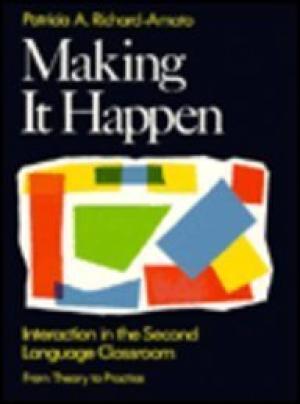 Patricia A. Richard-Amato
Making
It Happen
Interaction in the Second
Language Classroom
From Theory to Practice